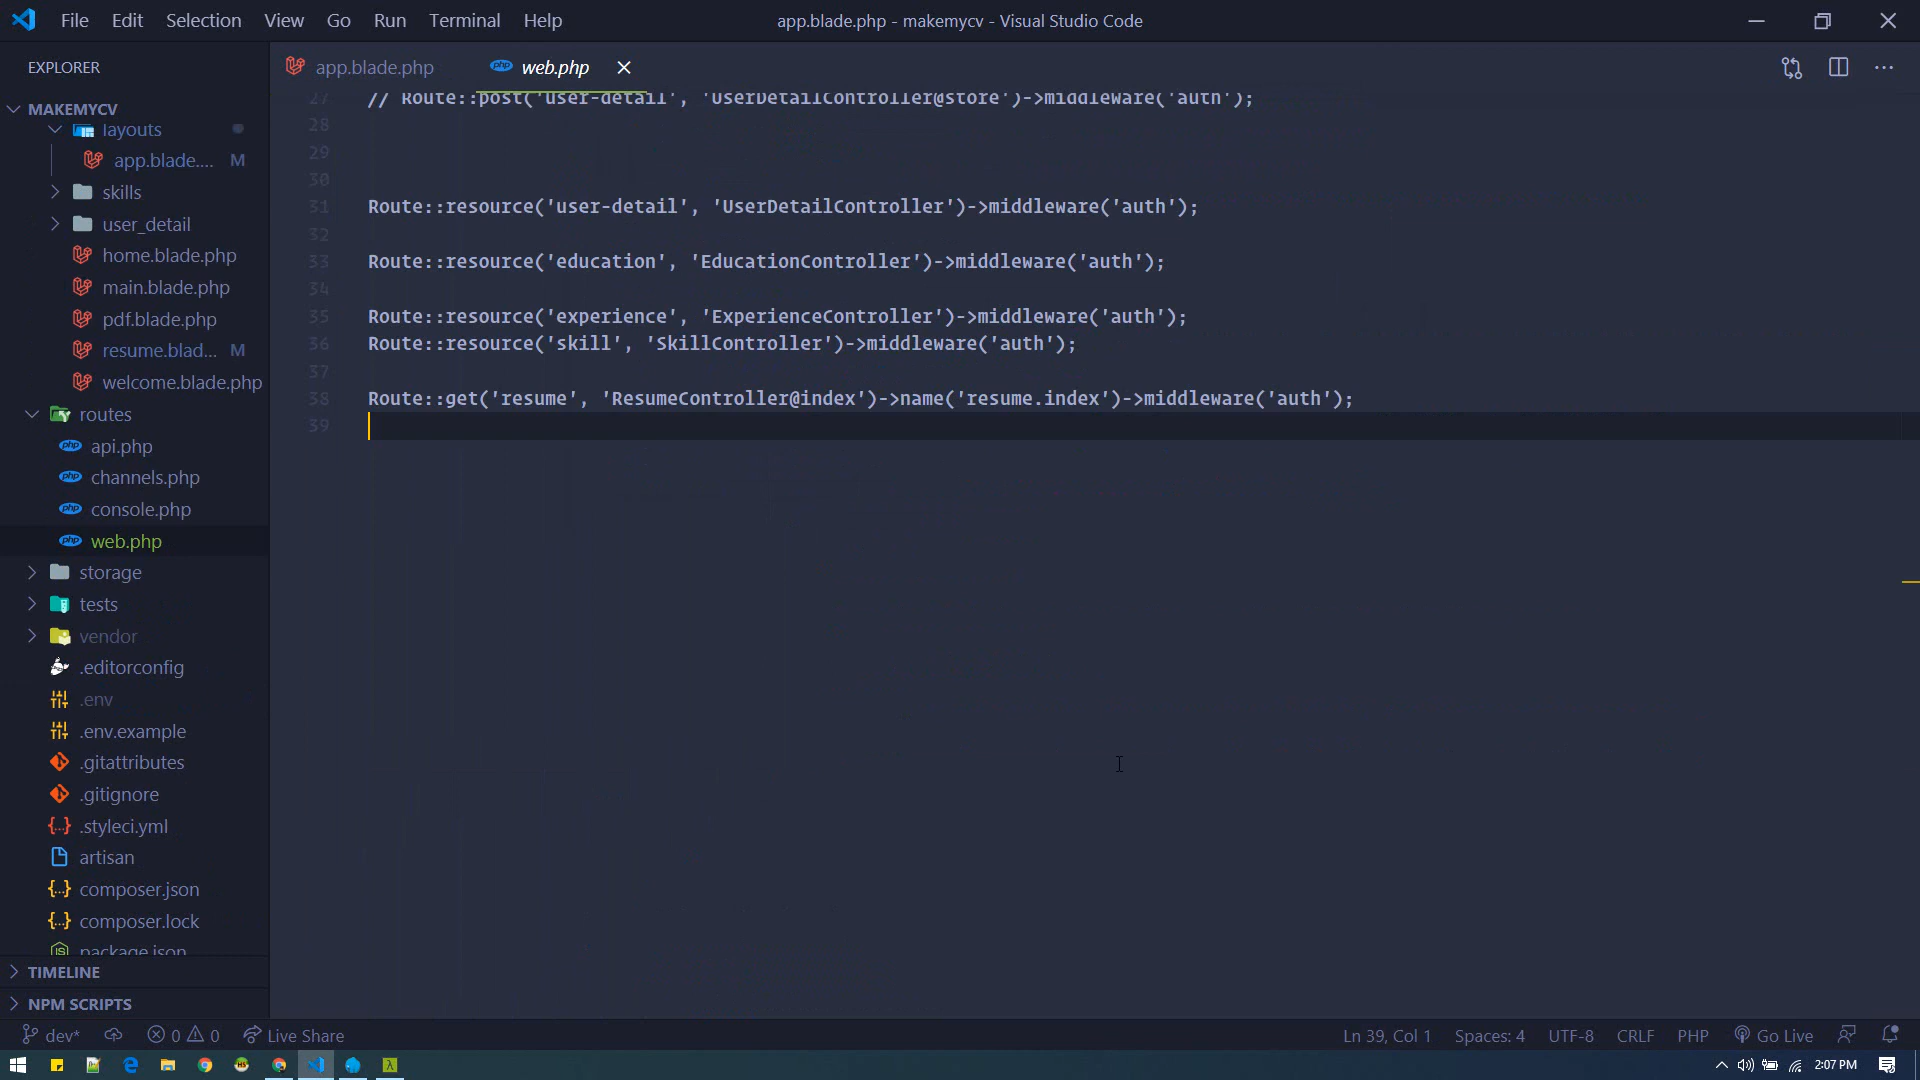 File Edit Selection View Go Run Terminal Help
app.blade.php - makemycv - Visual Studio Code
EXPLORER
MAKEMYCV
layouts
app.blade.... M
skills
user_detail
home.blade.php
main.blade.php
pdf.blade.php
resume.blad... M
welcome.blade.php
routes
api.php
channels.php
console.php
web.php
storage
tests
vendor
.editorconfig
.env
.env.example
.gitattributes
.gitignore
.styleci.yml
artisan
composer.json
composer.lock
package.json
TIMELINE
NPM SCRIPTS
app.blade.php
web.php
27 // Route::post('user-detail', 'UserDetailController@store')->middleware('auth');
28
29
30
31 Route::resource('user-detail', 'UserDetailController')->middleware('auth');
32
33 Route::resource('education', 'EducationController')->middleware('auth');
34
35 Route::resource('experience', 'ExperienceController')->middleware('auth');
36 Route::resource('skill', 'SkillController')->middleware('auth');
37
38 Route::get('resume', 'ResumeController@index')->name('resume.index')->middleware('auth');
39
dev* 0 0 Live Share
Ln 39, Col 1 Spaces: 4 UTF-8 CRLF PHP Go Live
2:07 PM